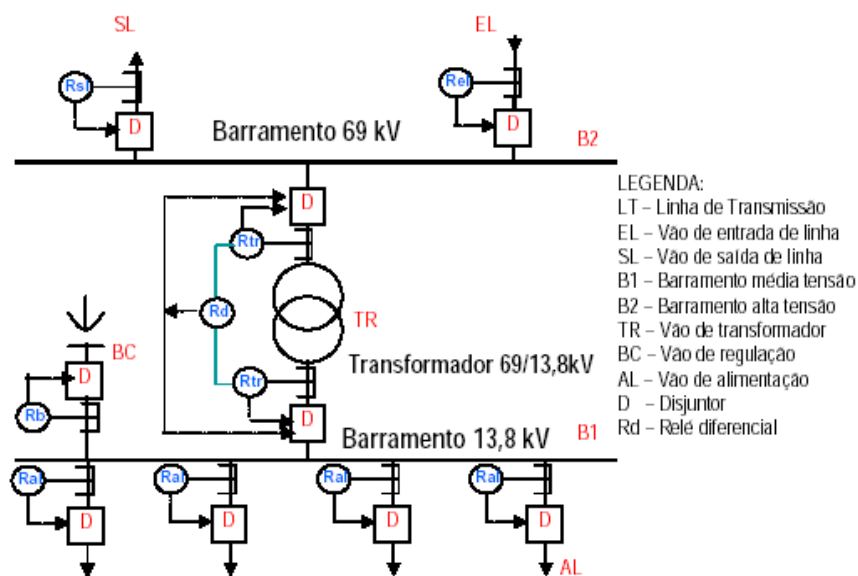 SL
EL
Rsl
Rel
D
D
Barramento 69 kV
B2
D
Rtr
Rd
TR
BC
D
Rb
Rtr
Transformador 69/13,8kV
D
Barramento 13,8 kV
B1
Ral
Ral
Ral
Ral
D
D
D
D
AL
LEGENDA:
LT – Linha de Transmissão
EL – Vão de entrada de linha
SL – Vão de saída de linha
B1 – Barramento média tensão
B2 – Barramento alta tensão
TR – Vão de transformador
BC – Vão de regulação
AL – Vão de alimentação
D – Disjuntor
Rd – Relé diferencial